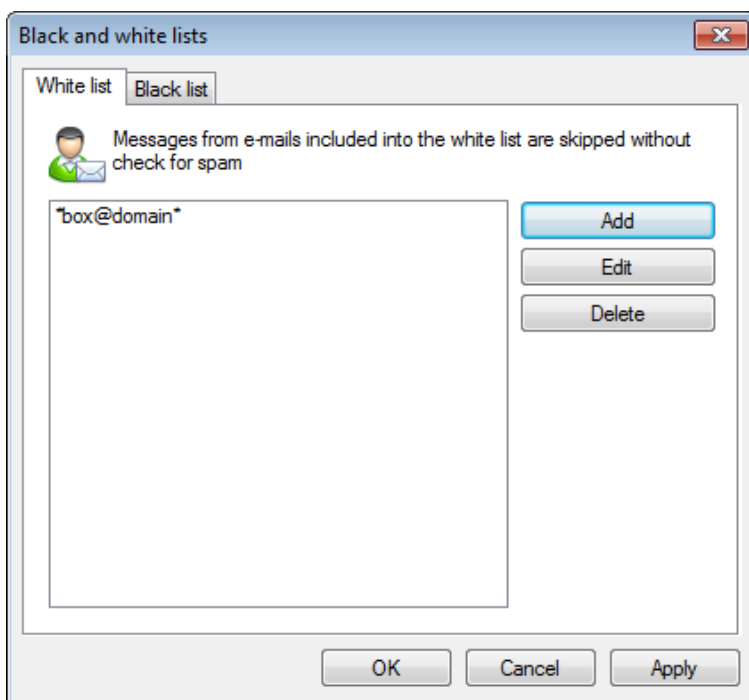 Black and white lists
White list
Black list
Messages from e-mails included into the white list are skipped without
check for spam
*box@domain*
Add
Edit
Delete
OK
Cancel
Apply